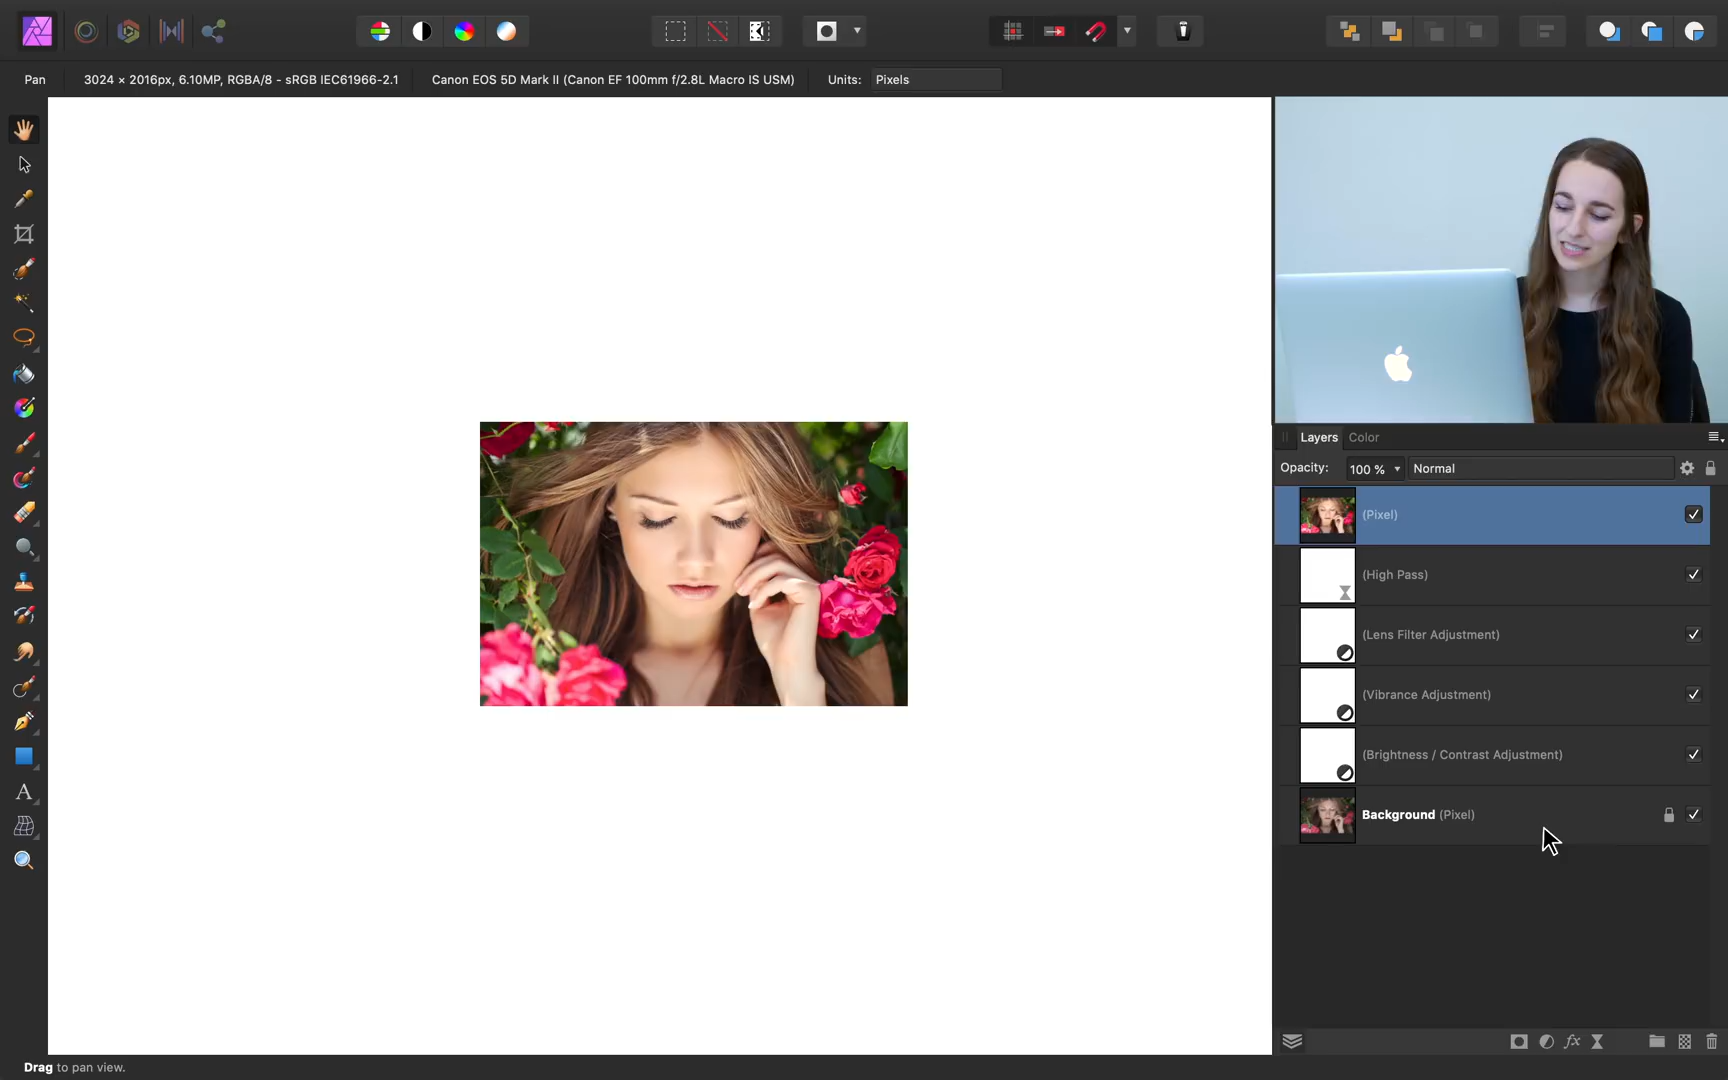 Pan
3024 × 2016px, 6.10MP, RGBA/8 - sRGB IEC61966-2.1
Canon EOS 5D Mark II (Canon EF 100mm f/2.8L Macro IS USM)
Units:
Pixels
Layers
Color
Opacity:
100 %
Normal
(Pixel)
(High Pass)
(Lens Filter Adjustment)
(Vibrance Adjustment)
(Brightness / Contrast Adjustment)
Background (Pixel)
Drag to pan view.